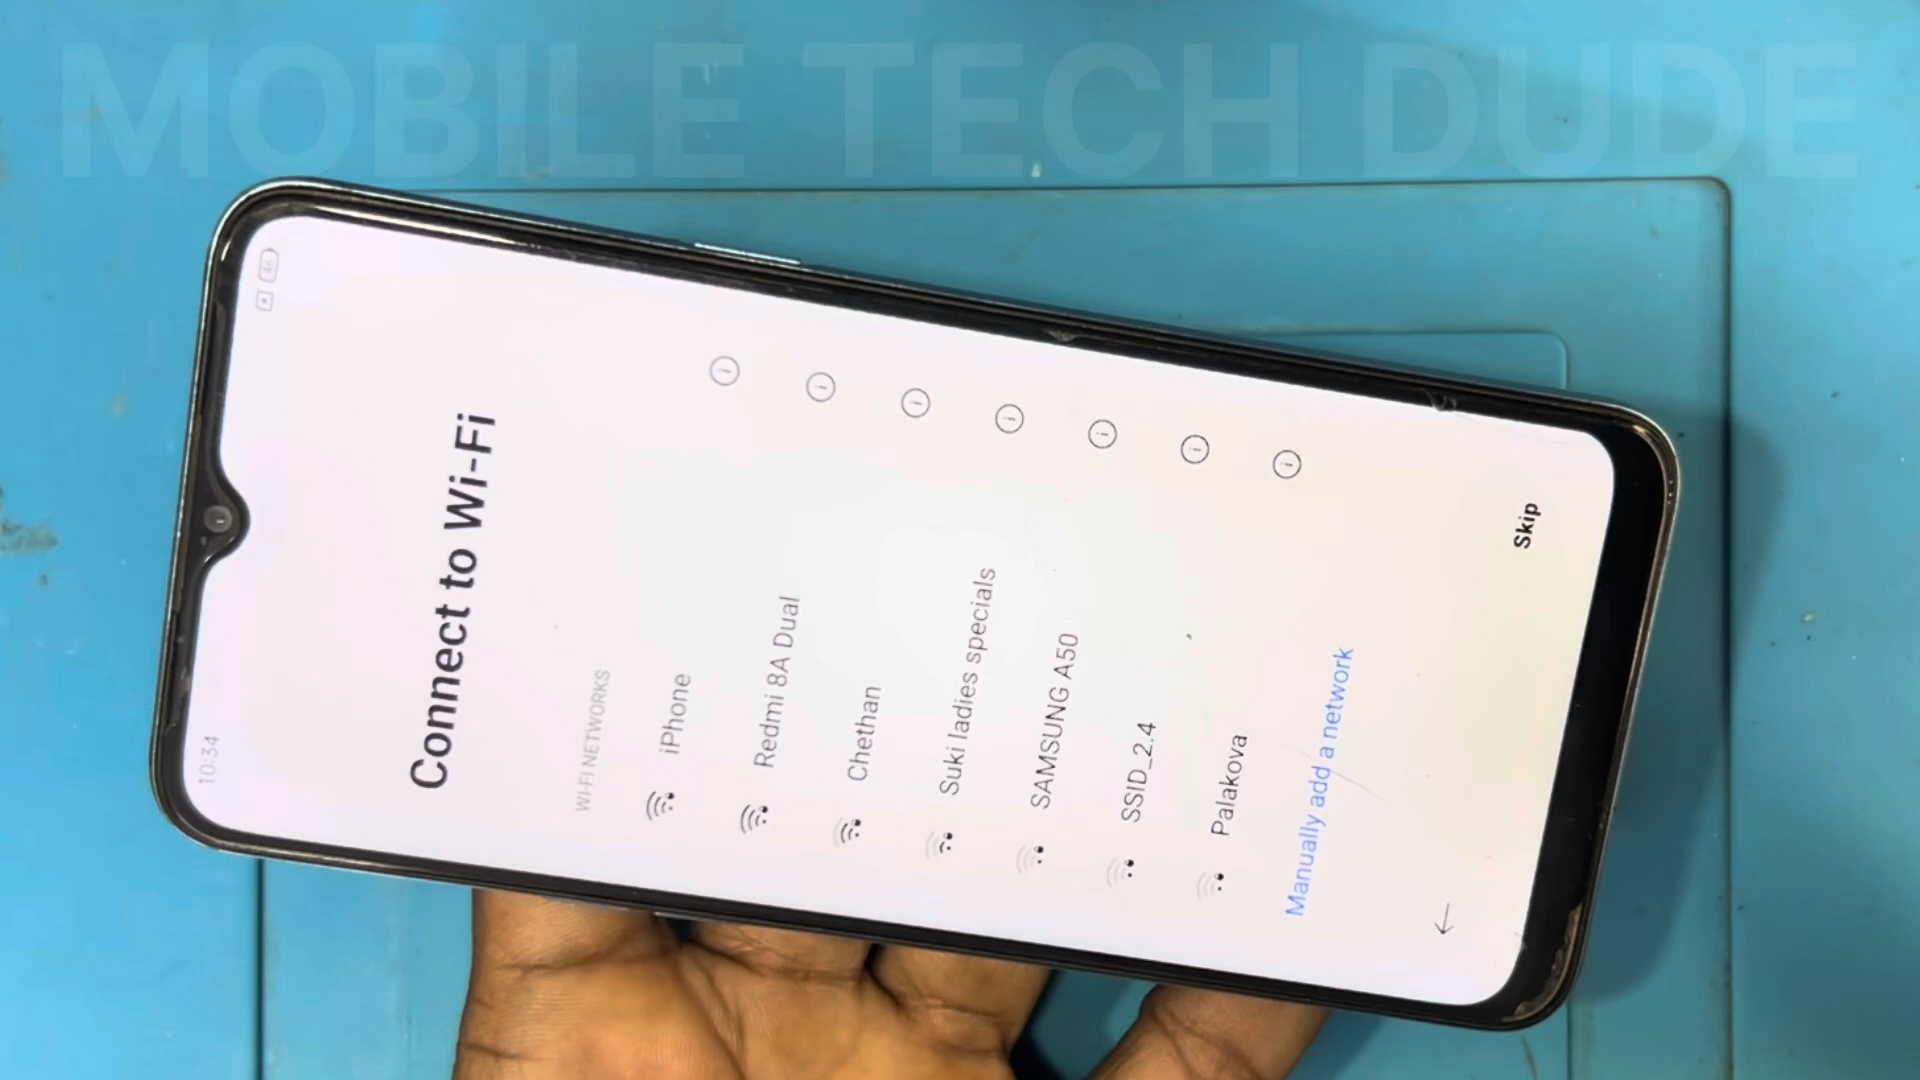 MOBILE TECH DUDE
10:34
46
Connect to Wi-Fi
WI-FI NETWORKS
iPhone
Redmi 8A Dual
Chethan
Suki ladies specials
SAMSUNG A50
SSID_2.4
Palakova
Manually add a network
Skip